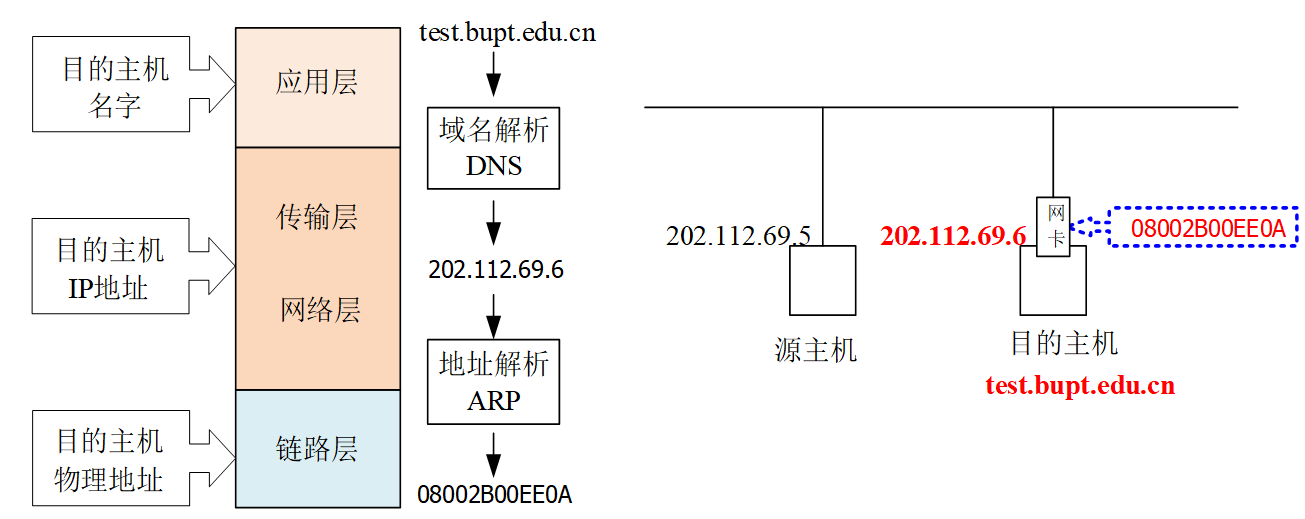 目的主机
名字
目的主机
IP地址
目的主机
物理地址
应用层
传输层
网络层
链路层
test.bupt.edu.cn
域名解析
DNS
202.112.69.6
地址解析
ARP
08002B00EE0A
202.112.69.5
源主机
202.112.69.6
网
卡
08002B00EE0A
目的主机
test.bupt.edu.cn